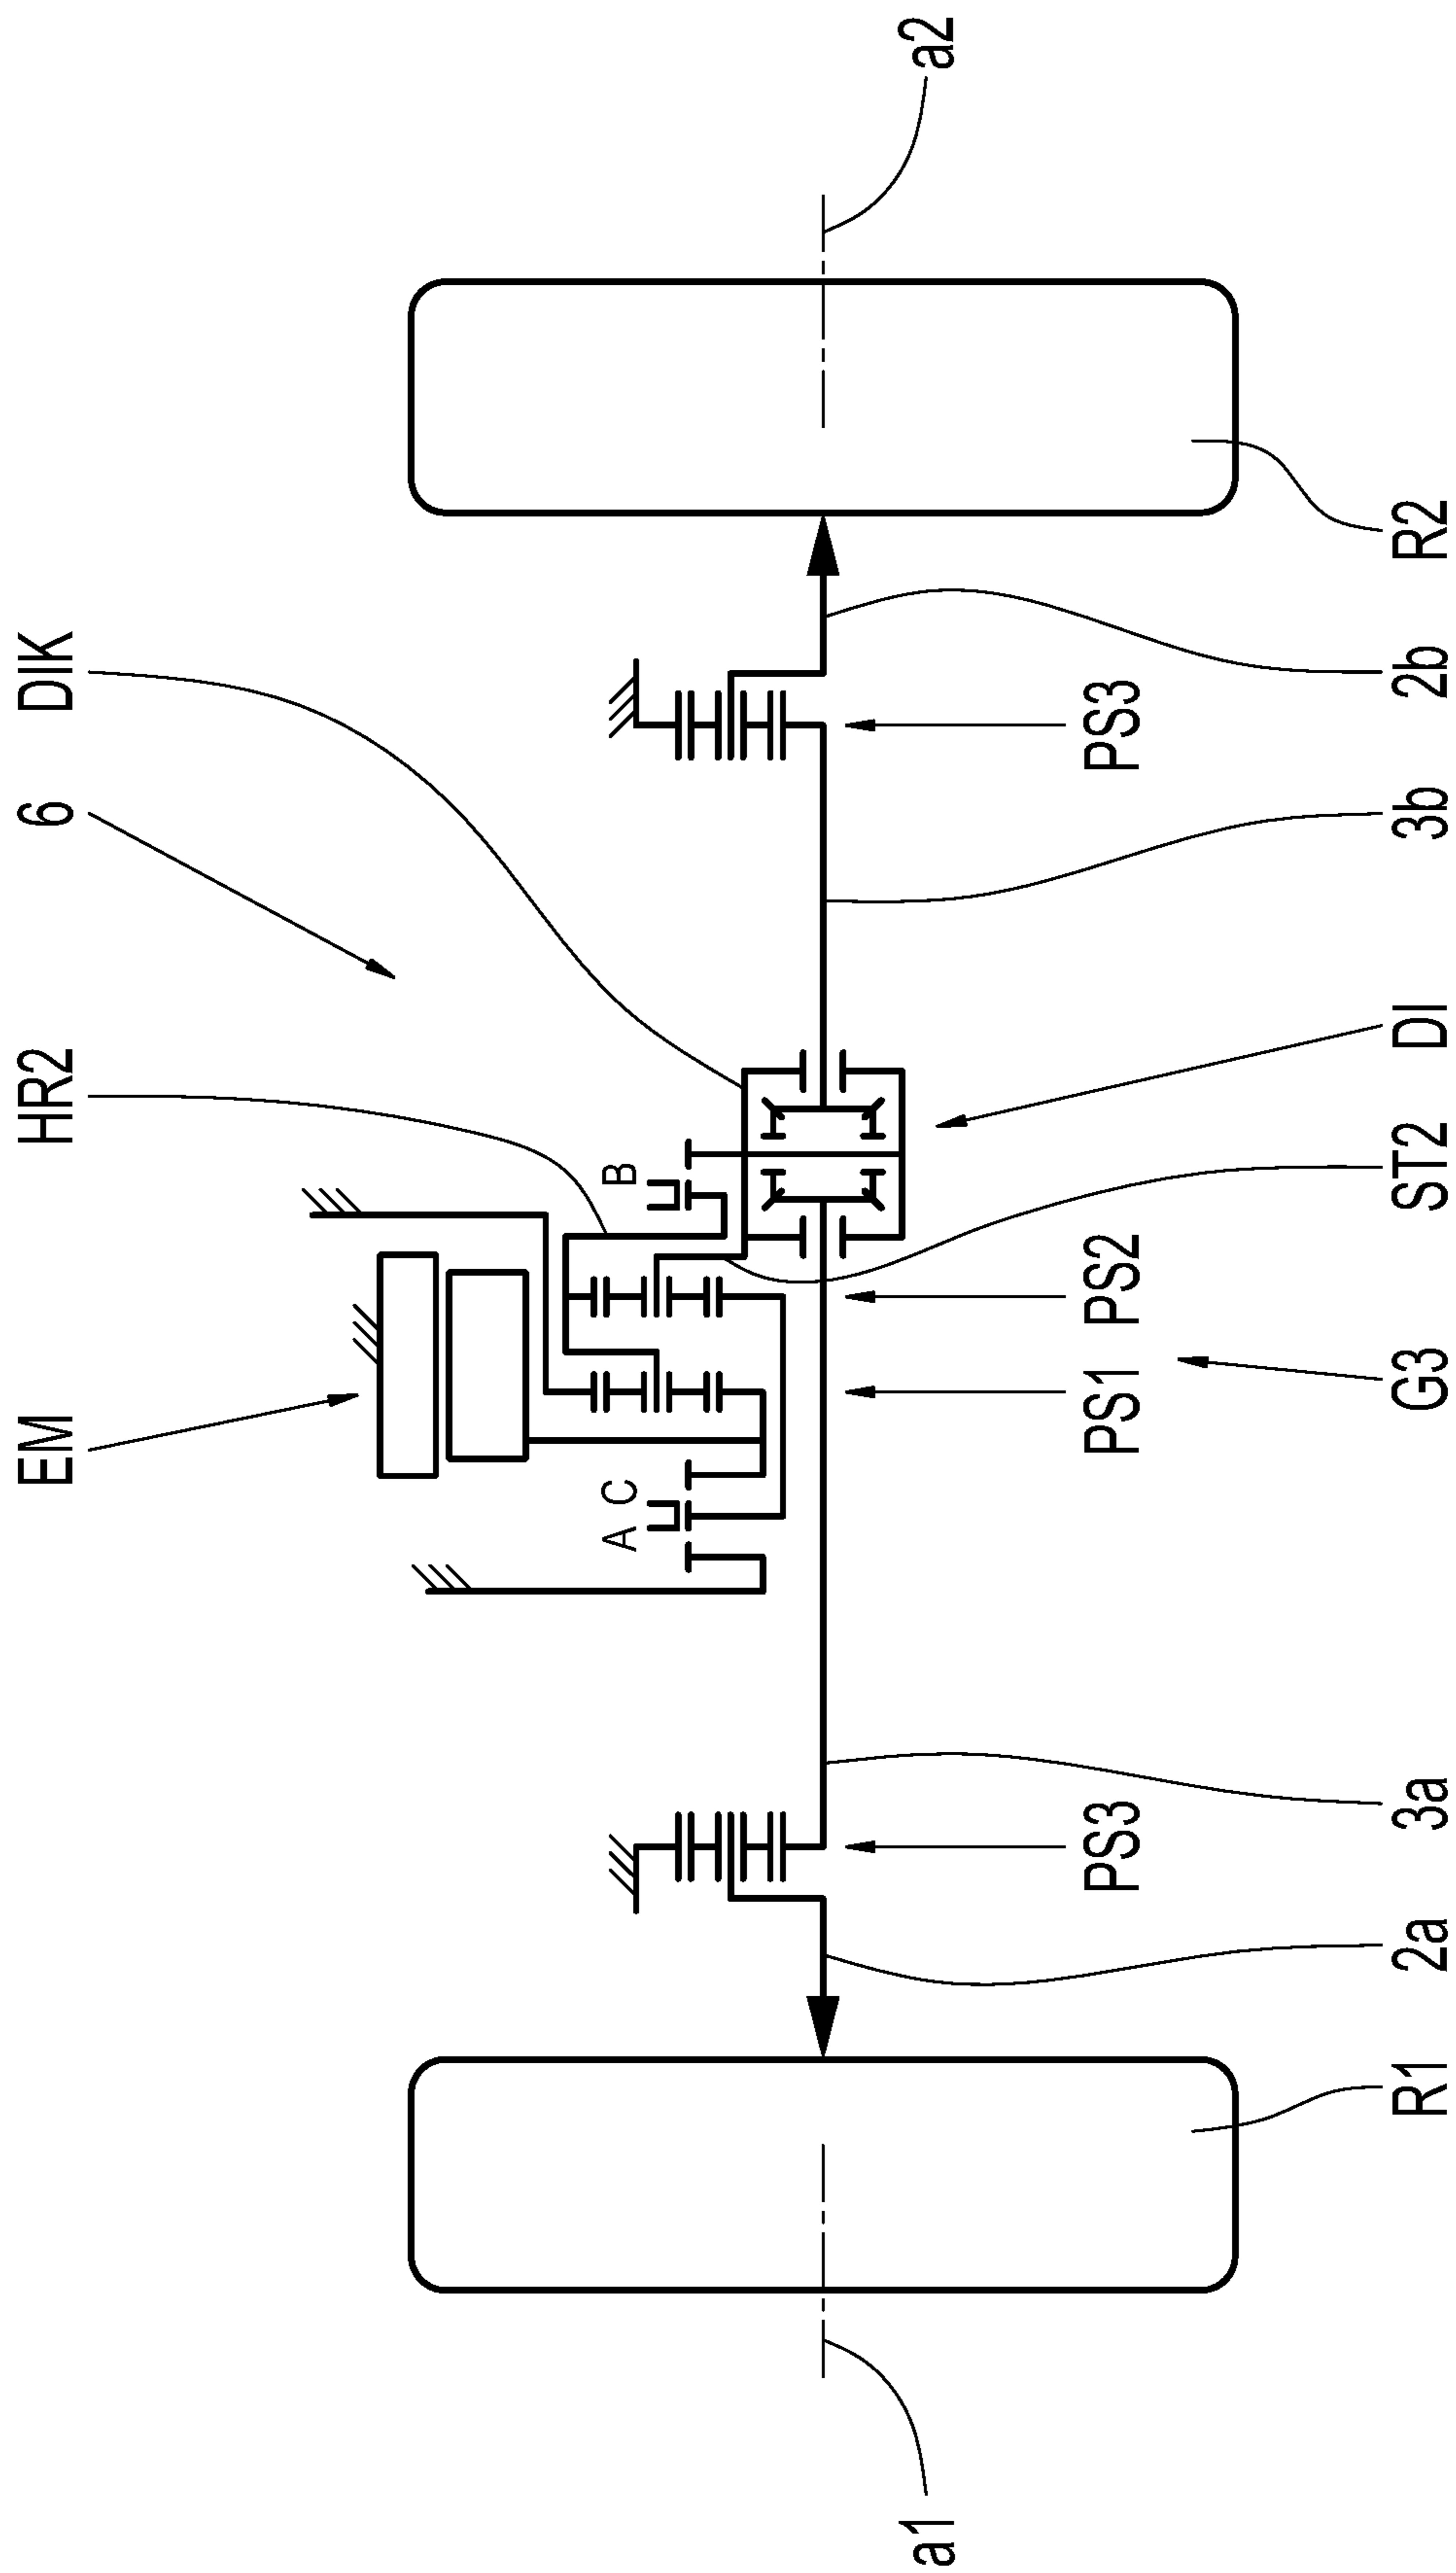 EM
HR2
6
DIK
A C
B
a1
a2
PS3
PS1
PS2
PS3
R1
2a
3a
G3
ST2
DI
3b
2b
R2